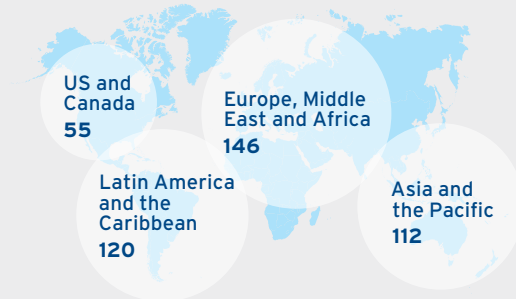 US and
Canada
55
Europe, Middle
East and Africa
146
Latin America
and the
Caribbean
120
Asia and
the Pacific
112